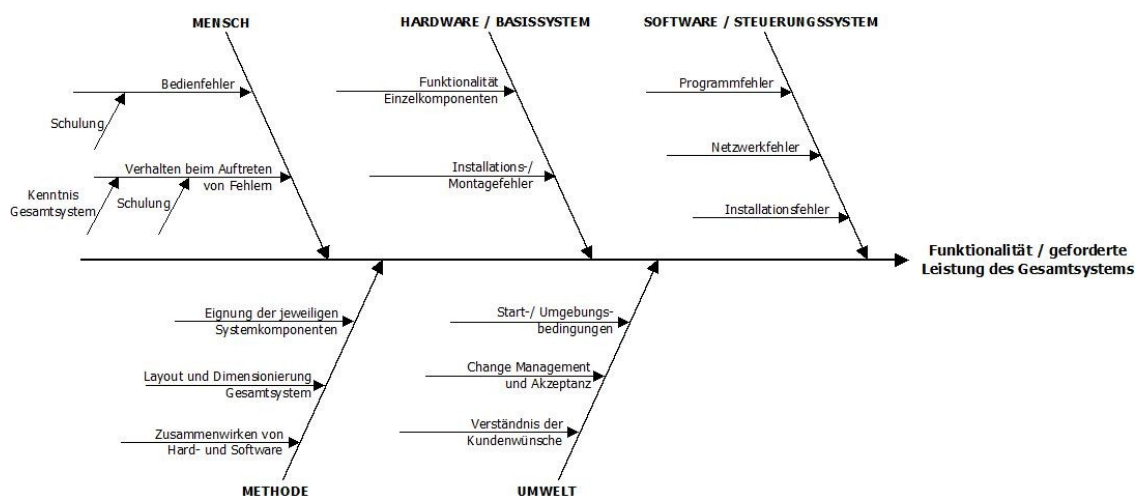 MENSCH
HARDWARE / BASISSYSTEM
SOFTWARE / STEUERUNGSSYSTEM
Bedienfehler
Schulung
Verhalten beim Auftreten
von Fehlern
Kenntnis
Gesamtsystem
Schulung
Funktionalität
Einzelkomponenten
Installations-/
Montagefehler
Programmfehler
Netzwerkfehler
Installationsfehler
Funktionalität / geforderte
Leistung des Gesamtsystems
Eignung der jeweiligen
Systemkomponenten
Layout und Dimensionierung
Gesamtsystem
Zusammenwirken von
Hard- und Software
Start-/ Umgebungs-
bedingungen
Change Management
und Akzeptanz
Verständnis der
Kundenwünsche
METHODE
UMWELT